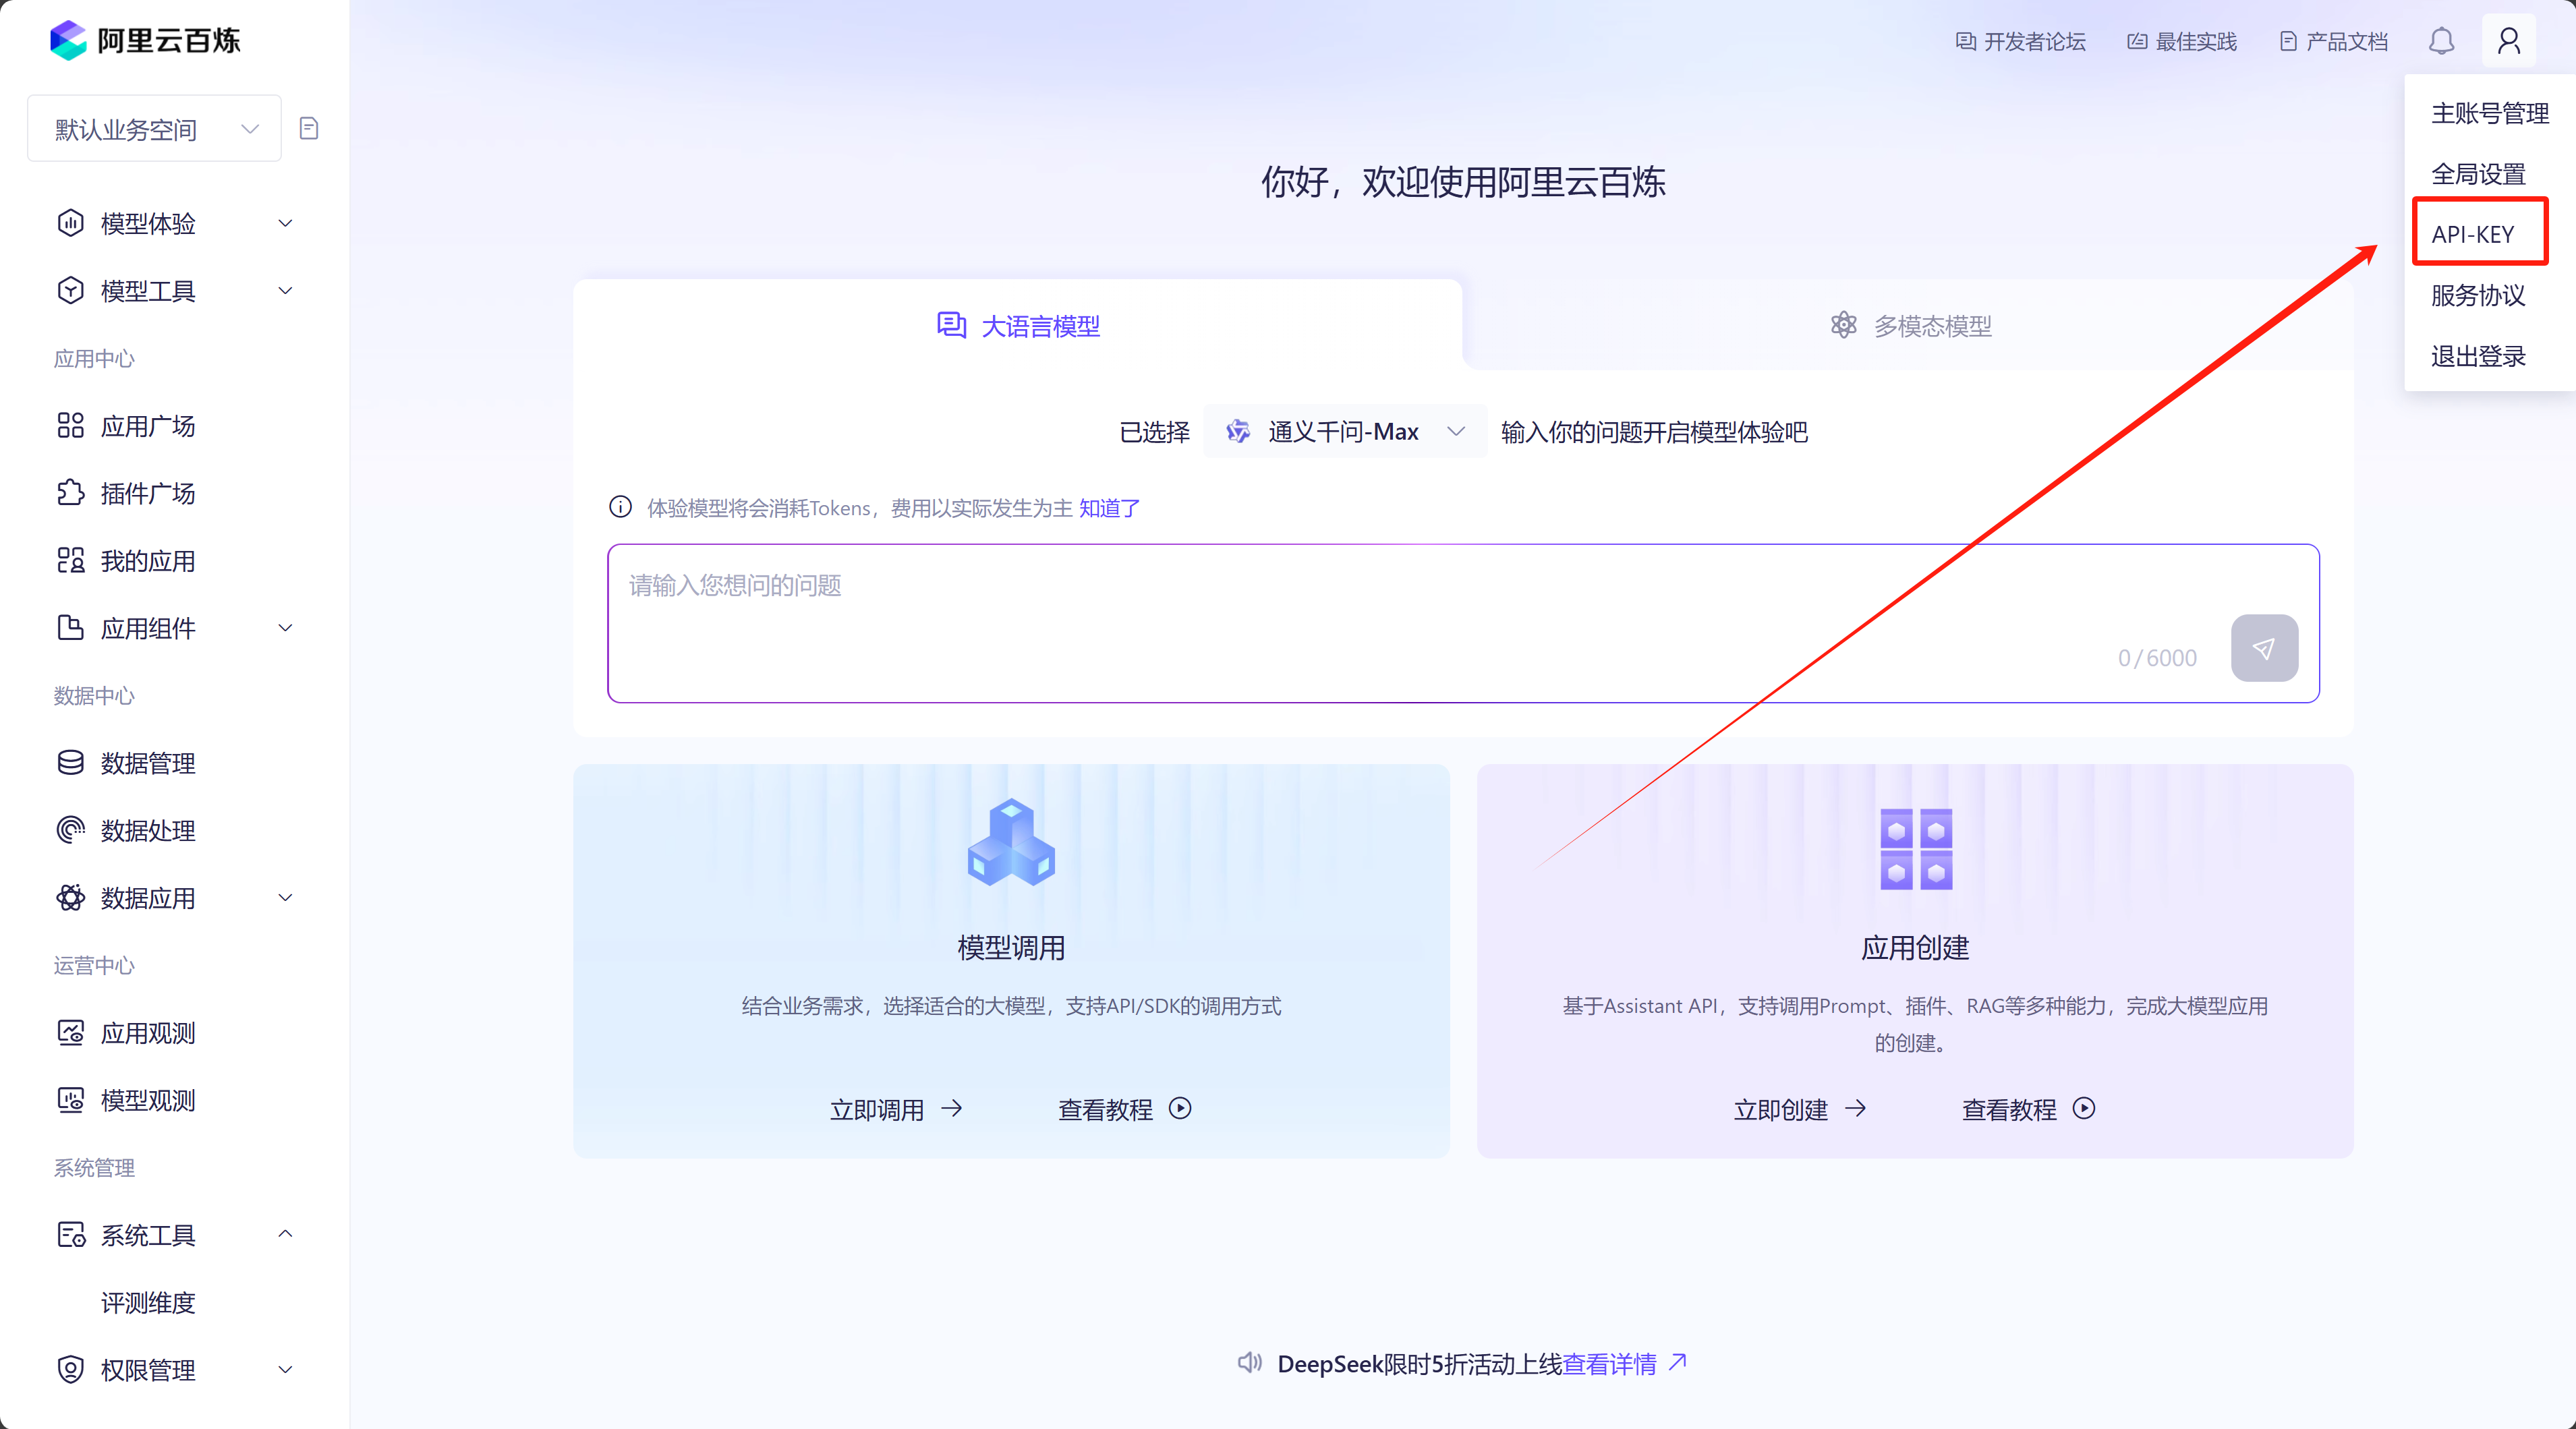 阿里云百炼
开发者论坛
最佳实践
产品文档
默认业务空间
模型体验
模型工具
应用中心
应用广场
插件广场
我的应用
应用组件
数据中心
数据管理
数据处理
数据应用
运营中心
应用观测
模型观测
系统管理
系统工具
评测维度
权限管理
主账号管理
全局设置
API-KEY
服务协议
退出登录
你好，欢迎使用阿里云百炼
大语言模型
多模态模型
已选择 通义千问-Max 输入你的问题开启模型体验吧
体验模型将会消耗Tokens，费用以实际发生为主 知道了
请输入您想问的问题
0/6000
模型调用
结合业务需求，选择适合的大模型，支持API/SDK的调用方式
立即调用 查看教程
应用创建
基于Assistant API，支持调用Prompt、插件、RAG等多种能力，完成大模型应用
的创建。
立即创建 查看教程
DeepSeek限时5折活动上线查看详情